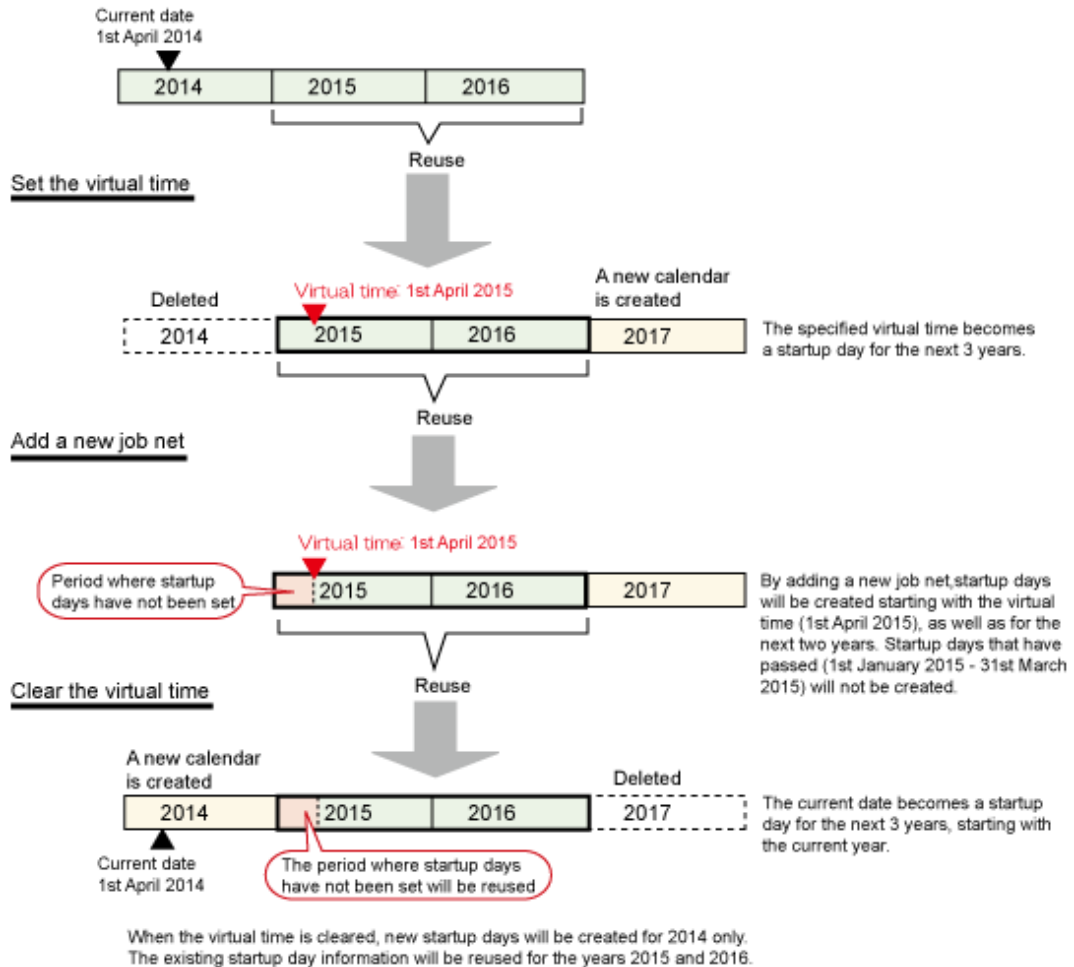 Current date
1st April 2014
2014
2015
2016
Reuse
Set the virtual time
Virtual time: 1st April 2015
Deleted
A new calendar
is created
2014
2015
2016
2017
The specified virtual time becomes
a startup day for the next 3 years.
Reuse
Add a new job net
Virtual time: 1st April 2015
Period where startup
days have not been set
2015
2016
2017
By adding a new job net,startup days
will be created starting with the virtual
time (1st April 2015), as well as for the
next two years. Startup days that have
passed (1st January 2015 - 31st March
2015) will not be created.
Reuse
Clear the virtual time
A new calendar
is created
Deleted
2014
2015
2016
2017
The current date becomes a startup
day for the next 3 years, starting with
the current year.
Current date
1st April 2014
The period where startup days
have not been set will be reused
When the virtual time is cleared, new startup days will be created for 2014 only.
The existing startup day information will be reused for the years 2015 and 2016.